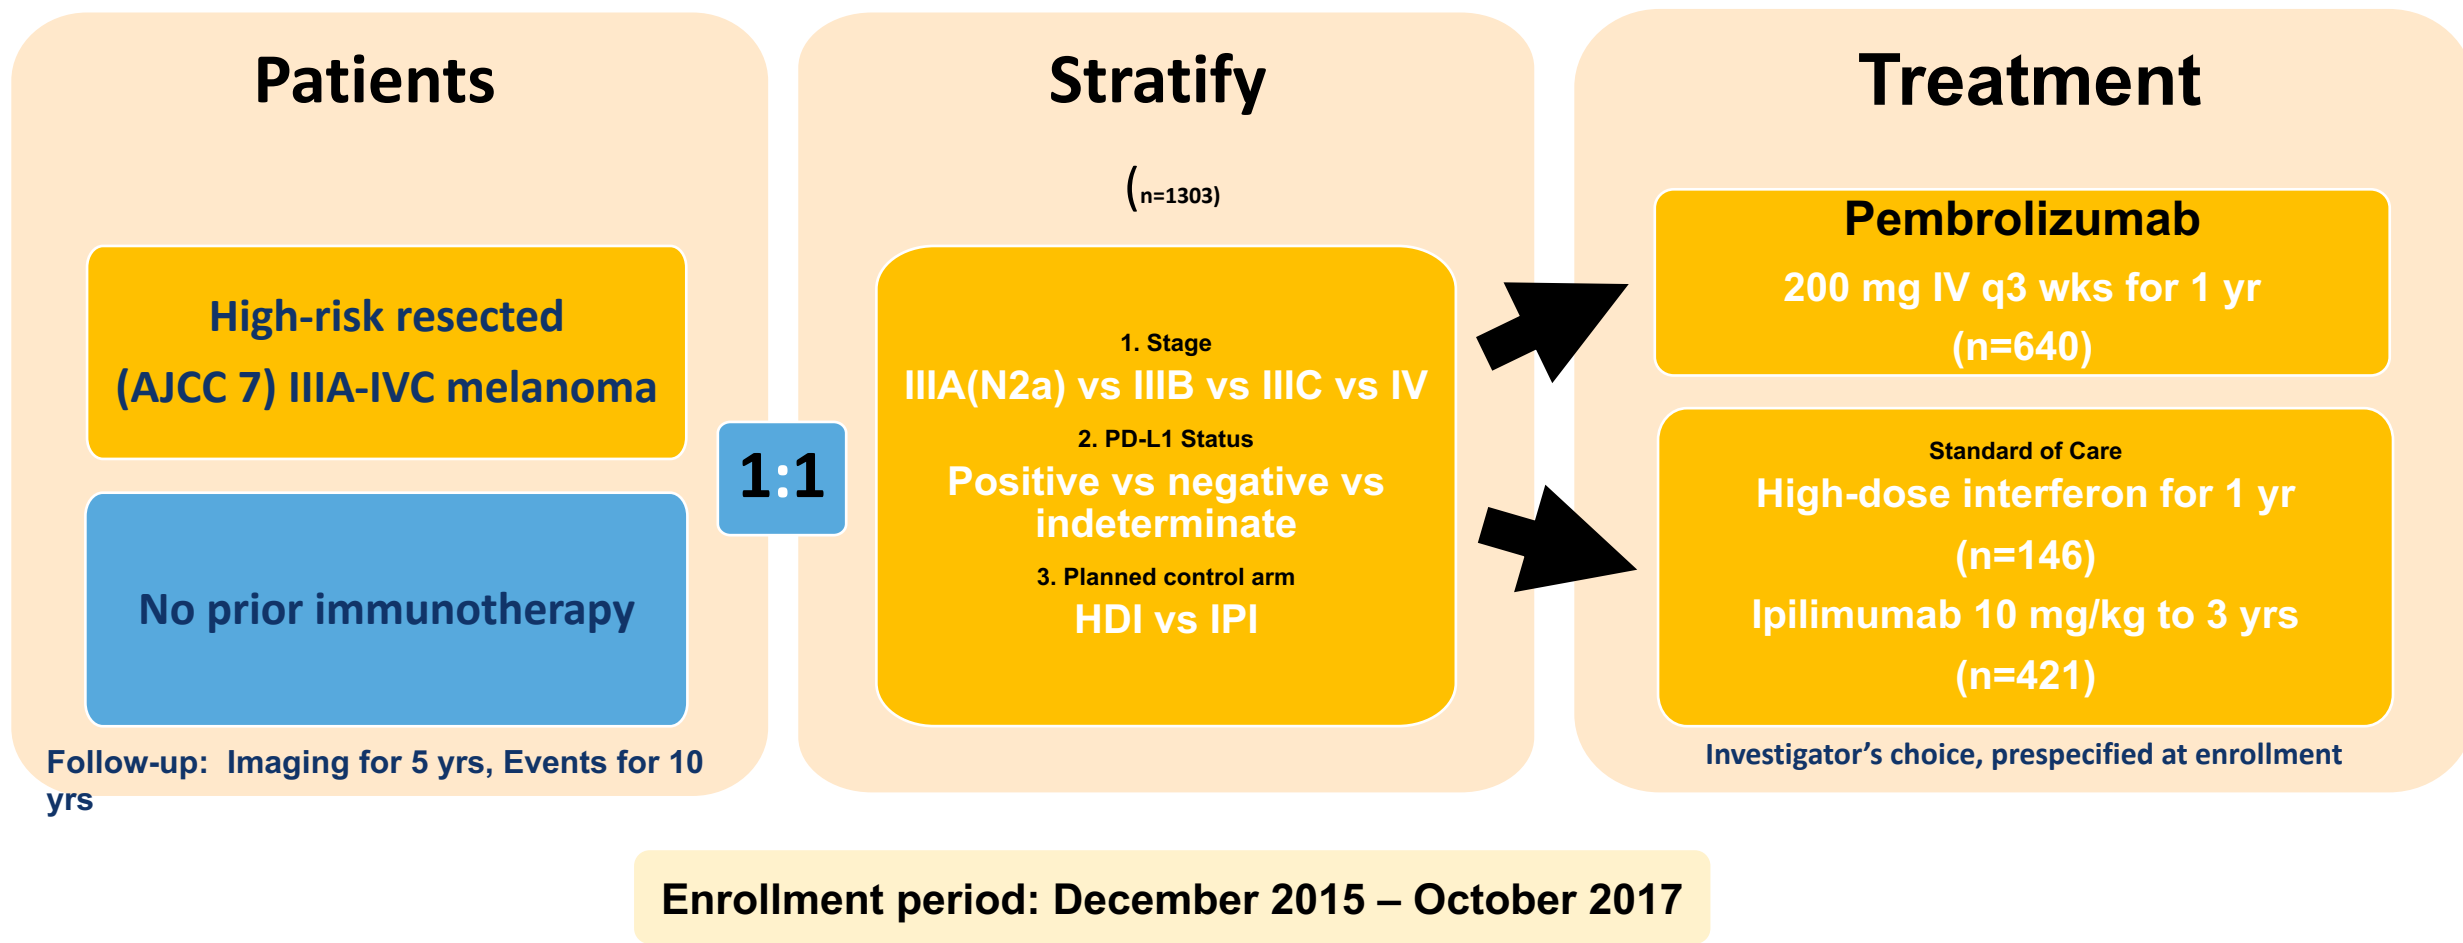 Patients
High-risk resected
(AJCC 7) IIIA-IVC melanoma
No prior immunotherapy
Follow-up:  Imaging for 5 yrs, Events for 10
yrs
1:1
Stratify
(n=1303)
1. Stage
IIIA(N2a) vs IIIB vs IIIC vs IV
2. PD-L1 Status
Positive vs negative vs
indeterminate
3. Planned control arm
HDI vs IPI
Treatment
Pembrolizumab
200 mg IV q3 wks for 1 yr
(n=640)
Standard of Care
High-dose interferon for 1 yr
(n=146)
Ipilimumab 10 mg/kg to 3 yrs
(n=421)
Investigator’s choice, prespecified at enrollment
Enrollment period: December 2015 – October 2017